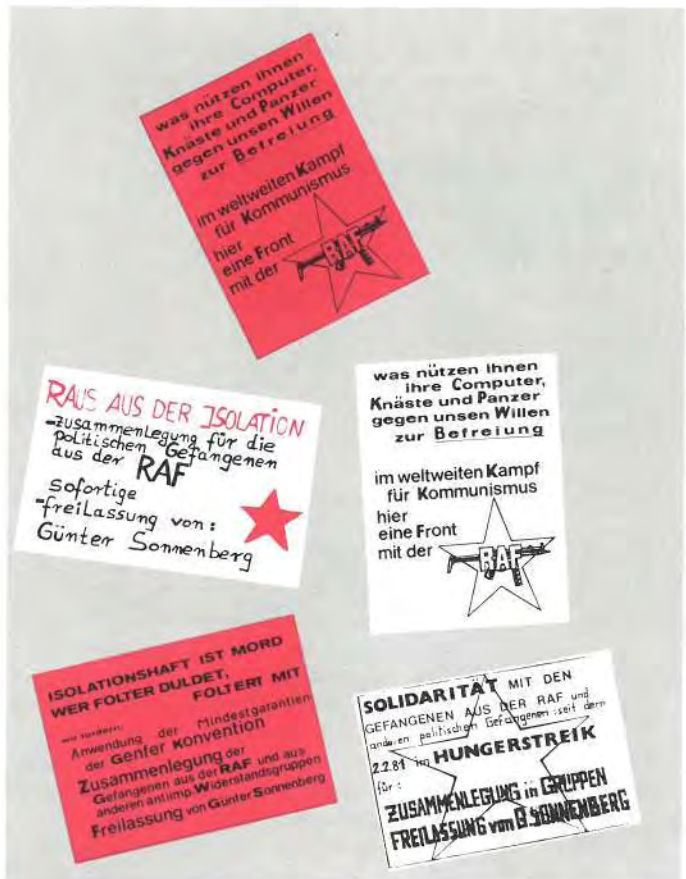 was nützen ihnen
ihre Computer,
Knäste und Panzer
gegen unsen Willen
zur Befreiung
im weltweiten Kampf
für Kommunismus
hier
eine Front
mit der RAF
RAUS AUS DER ISOLATION
-zusammenlegung für die
politischen Gefangenen
aus der RAF
sofortige
-freilassung von:
Günter Sonnenberg
was nützen ihnen
ihre Computer,
Knäste und Panzer
gegen unsen Willen
zur Befreiung
im weltweiten Kampf
für Kommunismus
hier
eine Front
mit der RAF
ISOLATIONSHAFT IST MORD
WER FOLTER DULDET,
FOLTERT MIT
wir fordern:
Anwendung der Mindestgarantien
der Genfer Konvention
Zusammenlegung der
Gefangenen aus der RAF und aus
anderen antiimp. Widerstandsgruppen
Freilassung von Günter Sonnenberg
SOLIDARITÄT MIT DEN
GEFANGENEN AUS DER RAF und
anderen politischen Gefangenen: seit dem
2.2.81 im HUNGERSTREIK
für:
ZUSAMMENLEGUNG in GRUPPEN
FREILASSUNG von G. SONNENBERG